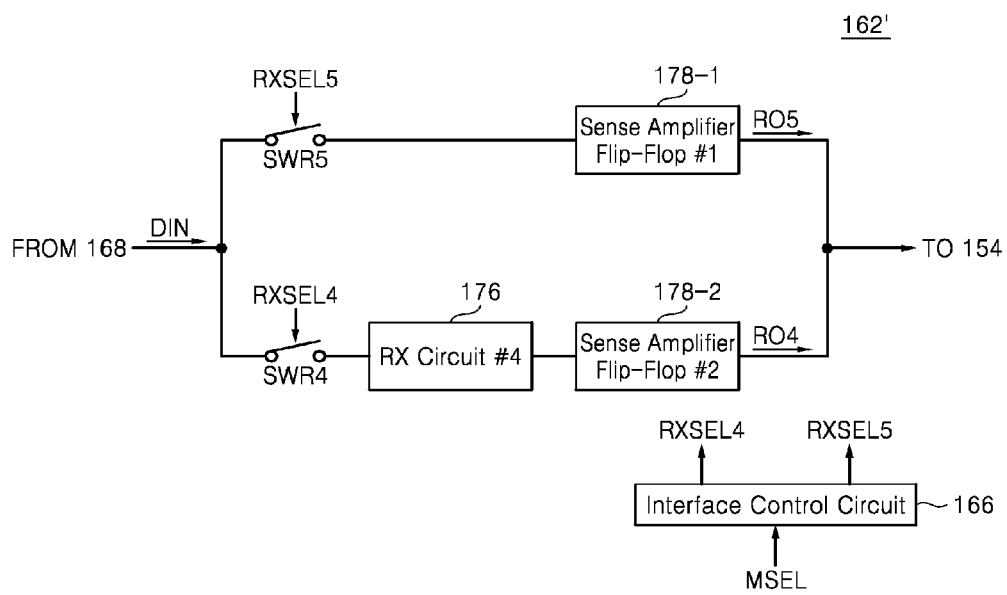 162'
RXSEL5
178-1
Sense Amplifier
Flip-Flop #1
RO5
SWR5
DIN
FROM 168
TO 154
RXSEL4
176
178-2
RX Circuit #4
Sense Amplifier
Flip-Flop #2
RO4
SWR4
RXSEL4
RXSEL5
Interface Control Circuit
166
MSEL